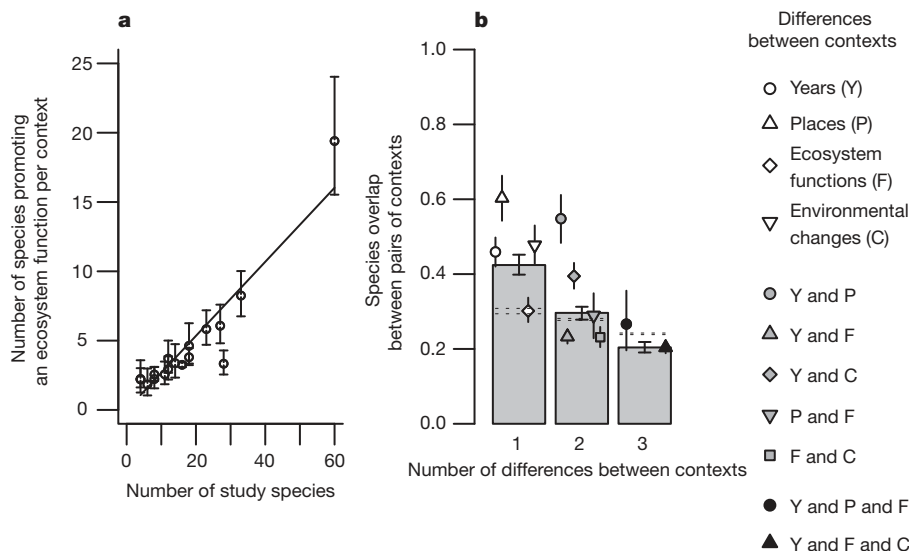 a
Number of species promoting
an ecosystem function per context
25
20
15
10
5
0
0
20
40
60
Number of study species
b
Species overlap
between pairs of contexts
1.0
0.8
0.6
0.4
0.2
0.0
1
2
3
Number of differences between contexts
Differences
between contexts
Years (Y)
Places (P)
Ecosystem
functions (F)
Environmental
changes (C)
Y and P
Y and F
Y and C
P and F
F and C
Y and P and F
Y and F and C